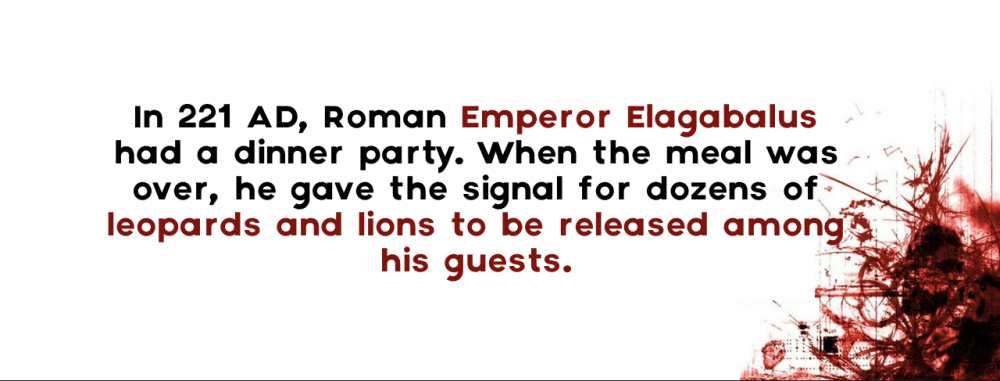 In 221 AD, Roman Emperor Elagabalus
had a dinner party. When the meal was
over, he gave the signal for dozens of
leopards and lions to be released among
his guests.